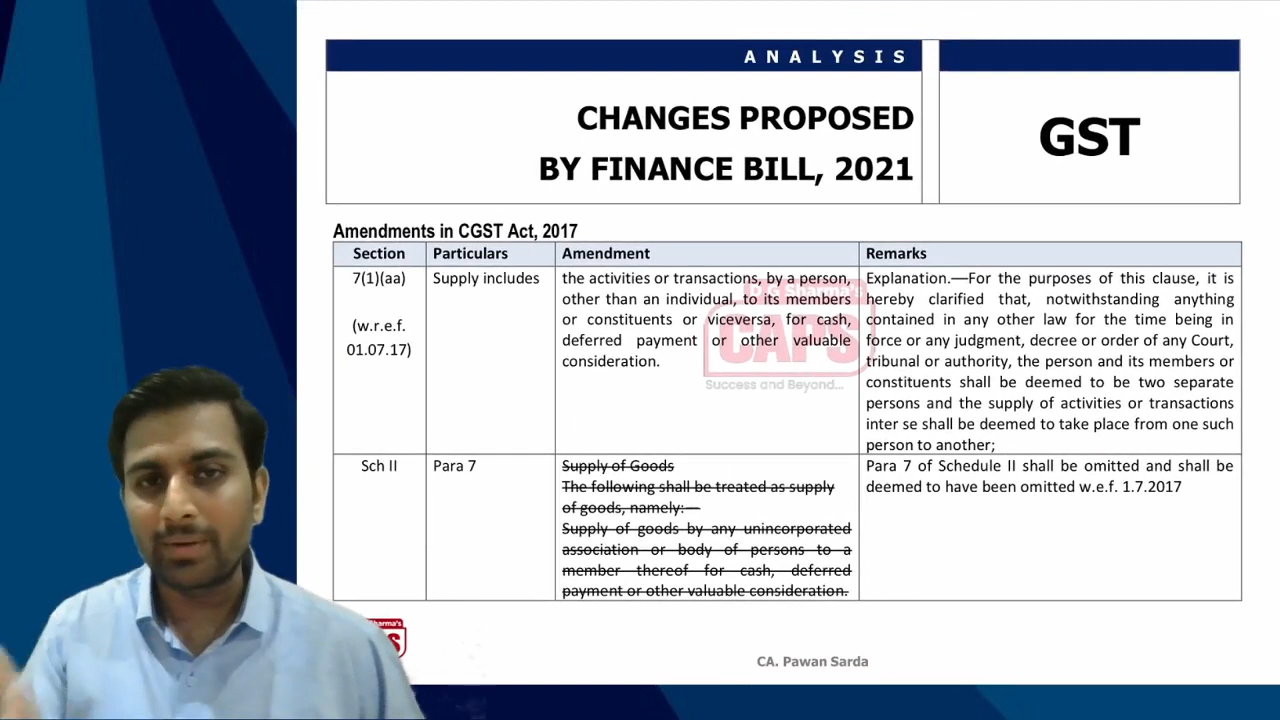 ANALYSIS
CHANGES PROPOSED
BY FINANCE BILL, 2021
GST
Amendments in CGST Act, 2017
Section
Particulars
Amendment
Remarks
7(1)(aa)
(w.r.e.f.
01.07.17)
Supply includes
the activities or transactions, by a person,
other than an individual, to its members
or constituents or viceversa, for cash,
deferred payment or other valuable
consideration.
Explanation.—For the purposes of this clause, it is
hereby clarified that, notwithstanding anything
contained in any other law for the time being in
force or any judgment, decree or order of any Court,
tribunal or authority, the person and its members or
constituents shall be deemed to be two separate
persons and the supply of activities or transactions
inter se shall be deemed to take place from one such
person to another;
Sch II
Para 7
Supply of Goods
The following shall be treated as supply
of goods, namely:—
Supply of goods by any unincorporated
association or body of persons to a
member thereof for cash, deferred
payment or other valuable consideration.
Para 7 of Schedule II shall be omitted and shall be
deemed to have been omitted w.e.f. 1.7.2017
Sharma's
CAPS
Success and Beyond...
CA. Pawan Sarda